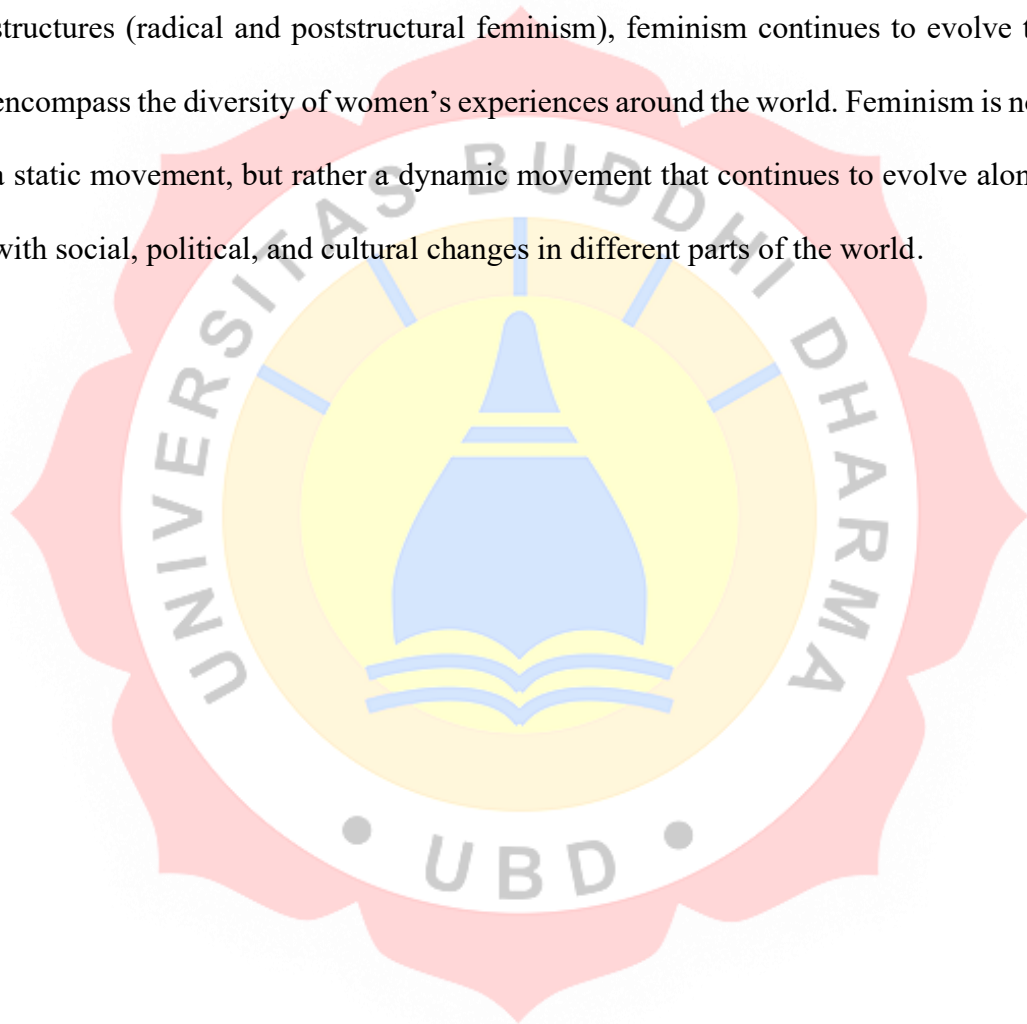 structures (radical and poststructural feminism), feminism continues to evolve t
encompass the diversity of women’s experiences around the world. Feminism is no
a static movement, but rather a dynamic movement that continues to evolve alon
with social, political, and cultural changes in different parts of the world.
UNIVERSITAS BUDDHI DHARMA
• UBD •